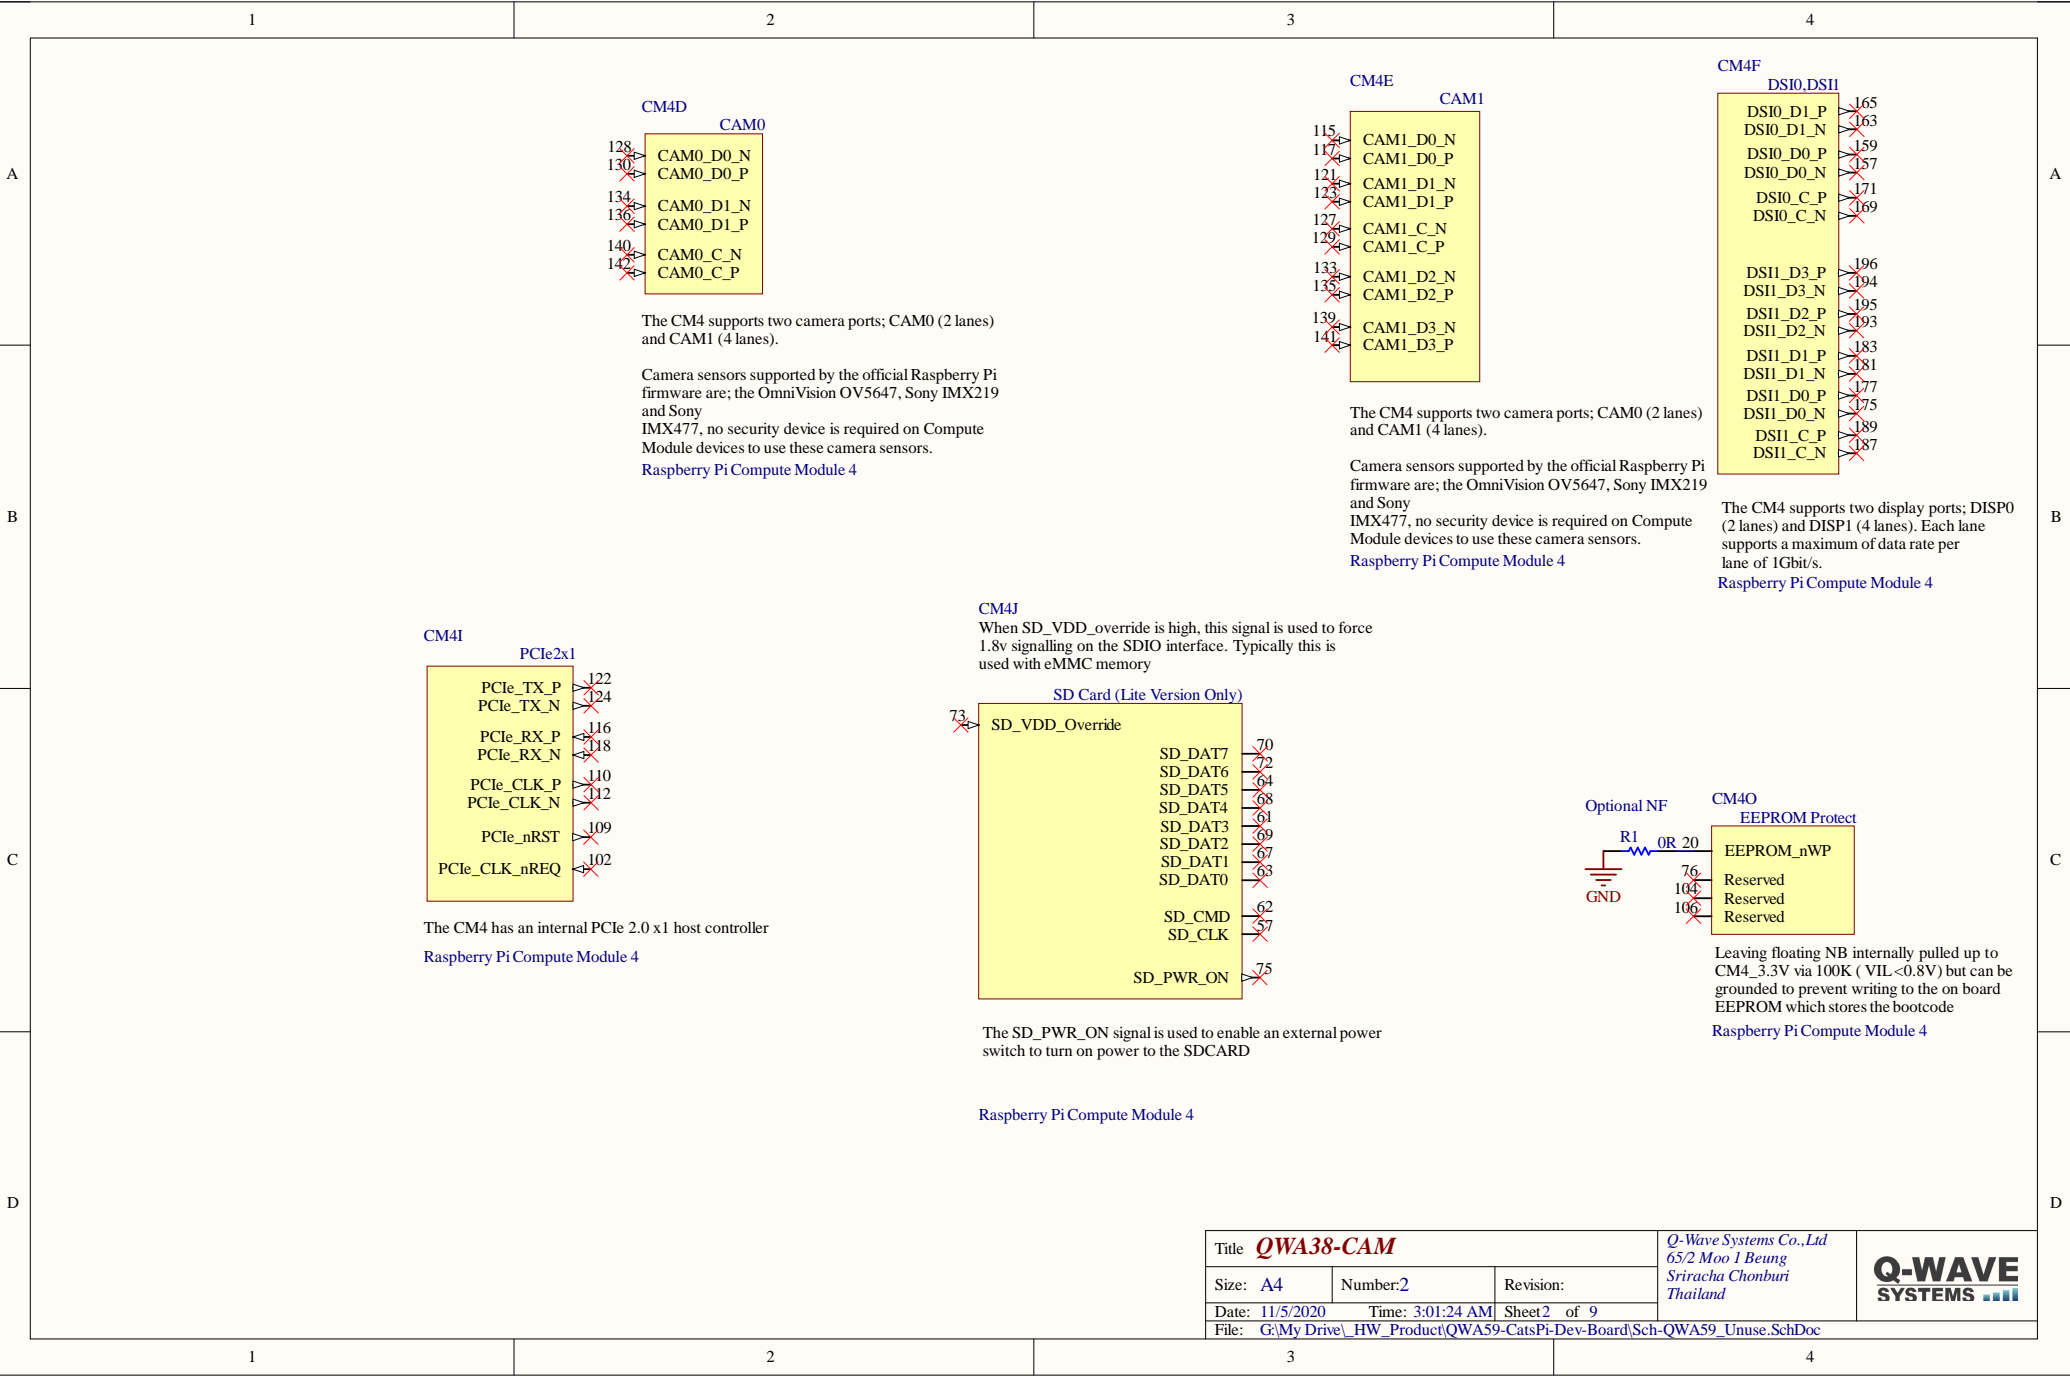 1
2
3
4
A
A
B
B
C
C
D
D
CM4D
CAM0
128
CAM0_D0_N
130
CAM0_D0_P
134
CAM0_D1_N
136
CAM0_D1_P
140
CAM0_C_N
142
CAM0_C_P
The CM4 supports two camera ports; CAM0 (2 lanes)
and CAM1 (4 lanes).
Camera sensors supported by the official Raspberry Pi
firmware are; the OmniVision OV5647, Sony IMX219
and Sony
IMX477, no security device is required on Compute
Module devices to use these camera sensors.
Raspberry Pi Compute Module 4
CM4E
CAM1
115
CAM1_D0_N
117
CAM1_D0_P
121
CAM1_D1_N
123
CAM1_D1_P
127
CAM1_C_N
129
CAM1_C_P
133
CAM1_D2_N
135
CAM1_D2_P
139
CAM1_D3_N
141
CAM1_D3_P
The CM4 supports two camera ports; CAM0 (2 lanes)
and CAM1 (4 lanes).
Camera sensors supported by the official Raspberry Pi
firmware are; the OmniVision OV5647, Sony IMX219
and Sony
IMX477, no security device is required on Compute
Module devices to use these camera sensors.
Raspberry Pi Compute Module 4
CM4F
DSI0,DSI1
DSI0_D1_P 165
DSI0_D1_N 163
DSI0_D0_P 159
DSI0_D0_N 157
DSI0_C_P 171
DSI0_C_N 169
DSI1_D3_P 196
DSI1_D3_N 194
DSI1_D2_P 195
DSI1_D2_N 193
DSI1_D1_P 183
DSI1_D1_N 181
DSI1_D0_P 177
DSI1_D0_N 175
DSI1_C_P 189
DSI1_C_N 187
The CM4 supports two display ports; DISP0
(2 lanes) and DISP1 (4 lanes). Each lane
supports a maximum of data rate per
lane of 1Gbit/s.
Raspberry Pi Compute Module 4
CM4I
PCIe2x1
PCIe_TX_P 122
PCIe_TX_N 124
PCIe_RX_P 116
PCIe_RX_N 118
PCIe_CLK_P 110
PCIe_CLK_N 112
PCIe_nRST 109
PCIe_CLK_nREQ 102
The CM4 has an internal PCIe 2.0 x1 host controller
Raspberry Pi Compute Module 4
CM4J
When SD_VDD_override is high, this signal is used to force
1.8v signalling on the SDIO interface. Typically this is
used with eMMC memory
SD Card (Lite Version Only)
73 SD_VDD_Override
SD_DAT7 70
SD_DAT6 72
SD_DAT5 64
SD_DAT4 68
SD_DAT3 61
SD_DAT2 69
SD_DAT1 67
SD_DAT0 63
SD_CMD 62
SD_CLK 57
SD_PWR_ON 75
The SD_PWR_ON signal is used to enable an external power
switch to turn on power to the SDCARD
Raspberry Pi Compute Module 4
Optional NF
CM4O
EEPROM Protect
R1 0R 20 EEPROM_nWP
76 Reserved
104 Reserved
106 Reserved
GND
Leaving floating NB internally pulled up to
CM4_3.3V via 100K ( VIL<0.8V) but can be
grounded to prevent writing to the on board
EEPROM which stores the bootcode
Raspberry Pi Compute Module 4
Title QWA38-CAM
Size: A4 Number:2 Revision:
Date: 11/5/2020 Time: 3:01:24 AM Sheet2 of 9
File: G:\My Drive\_HW_Product\QWA59-CatsPi-Dev-Board\Sch-QWA59_Unuse.SchDoc
Q-Wave Systems Co.,Ltd
65/2 Moo 1 Beung
Sriracha Chonburi
Thailand
Q-WAVE
SYSTEMS
1
2
3
4